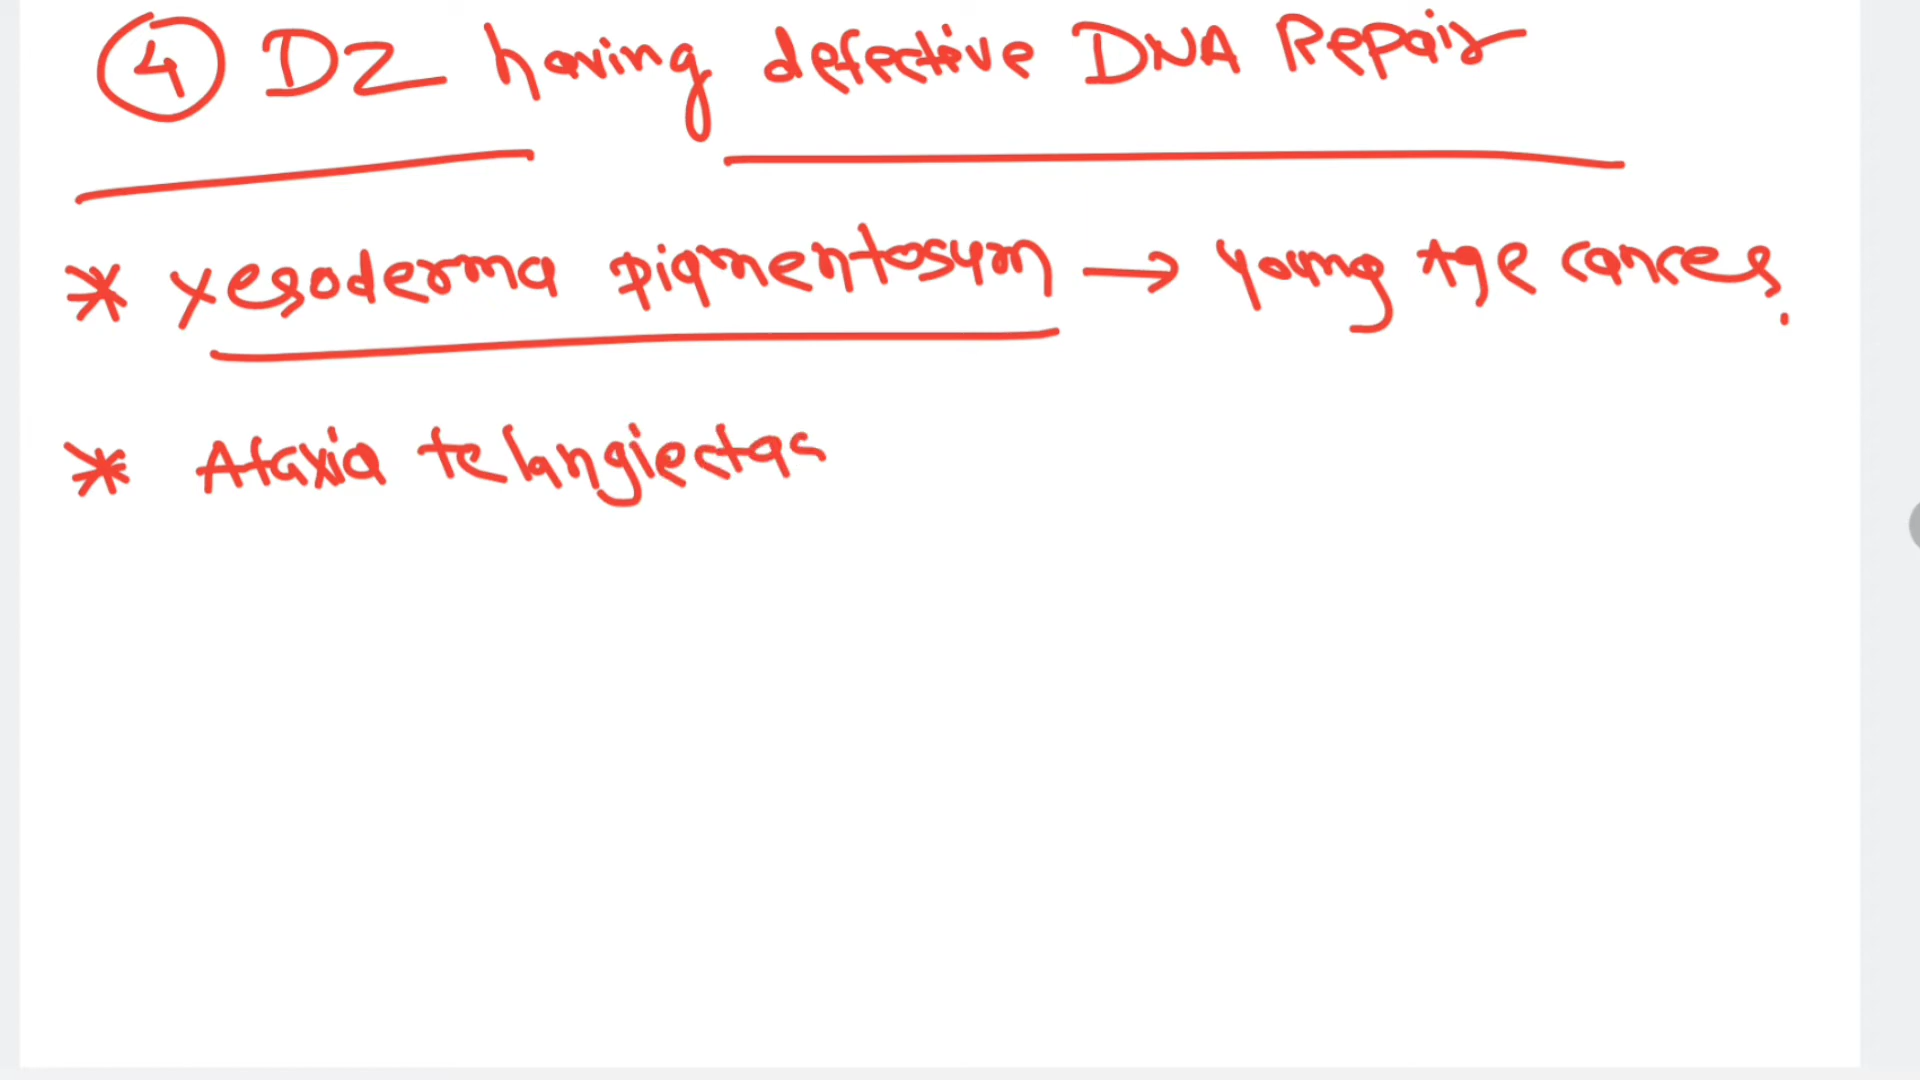 4 DZ having defective DNA Repair
* Xeroderma pigmentosum → Young Age cancer.
* Ataxia telangiectas